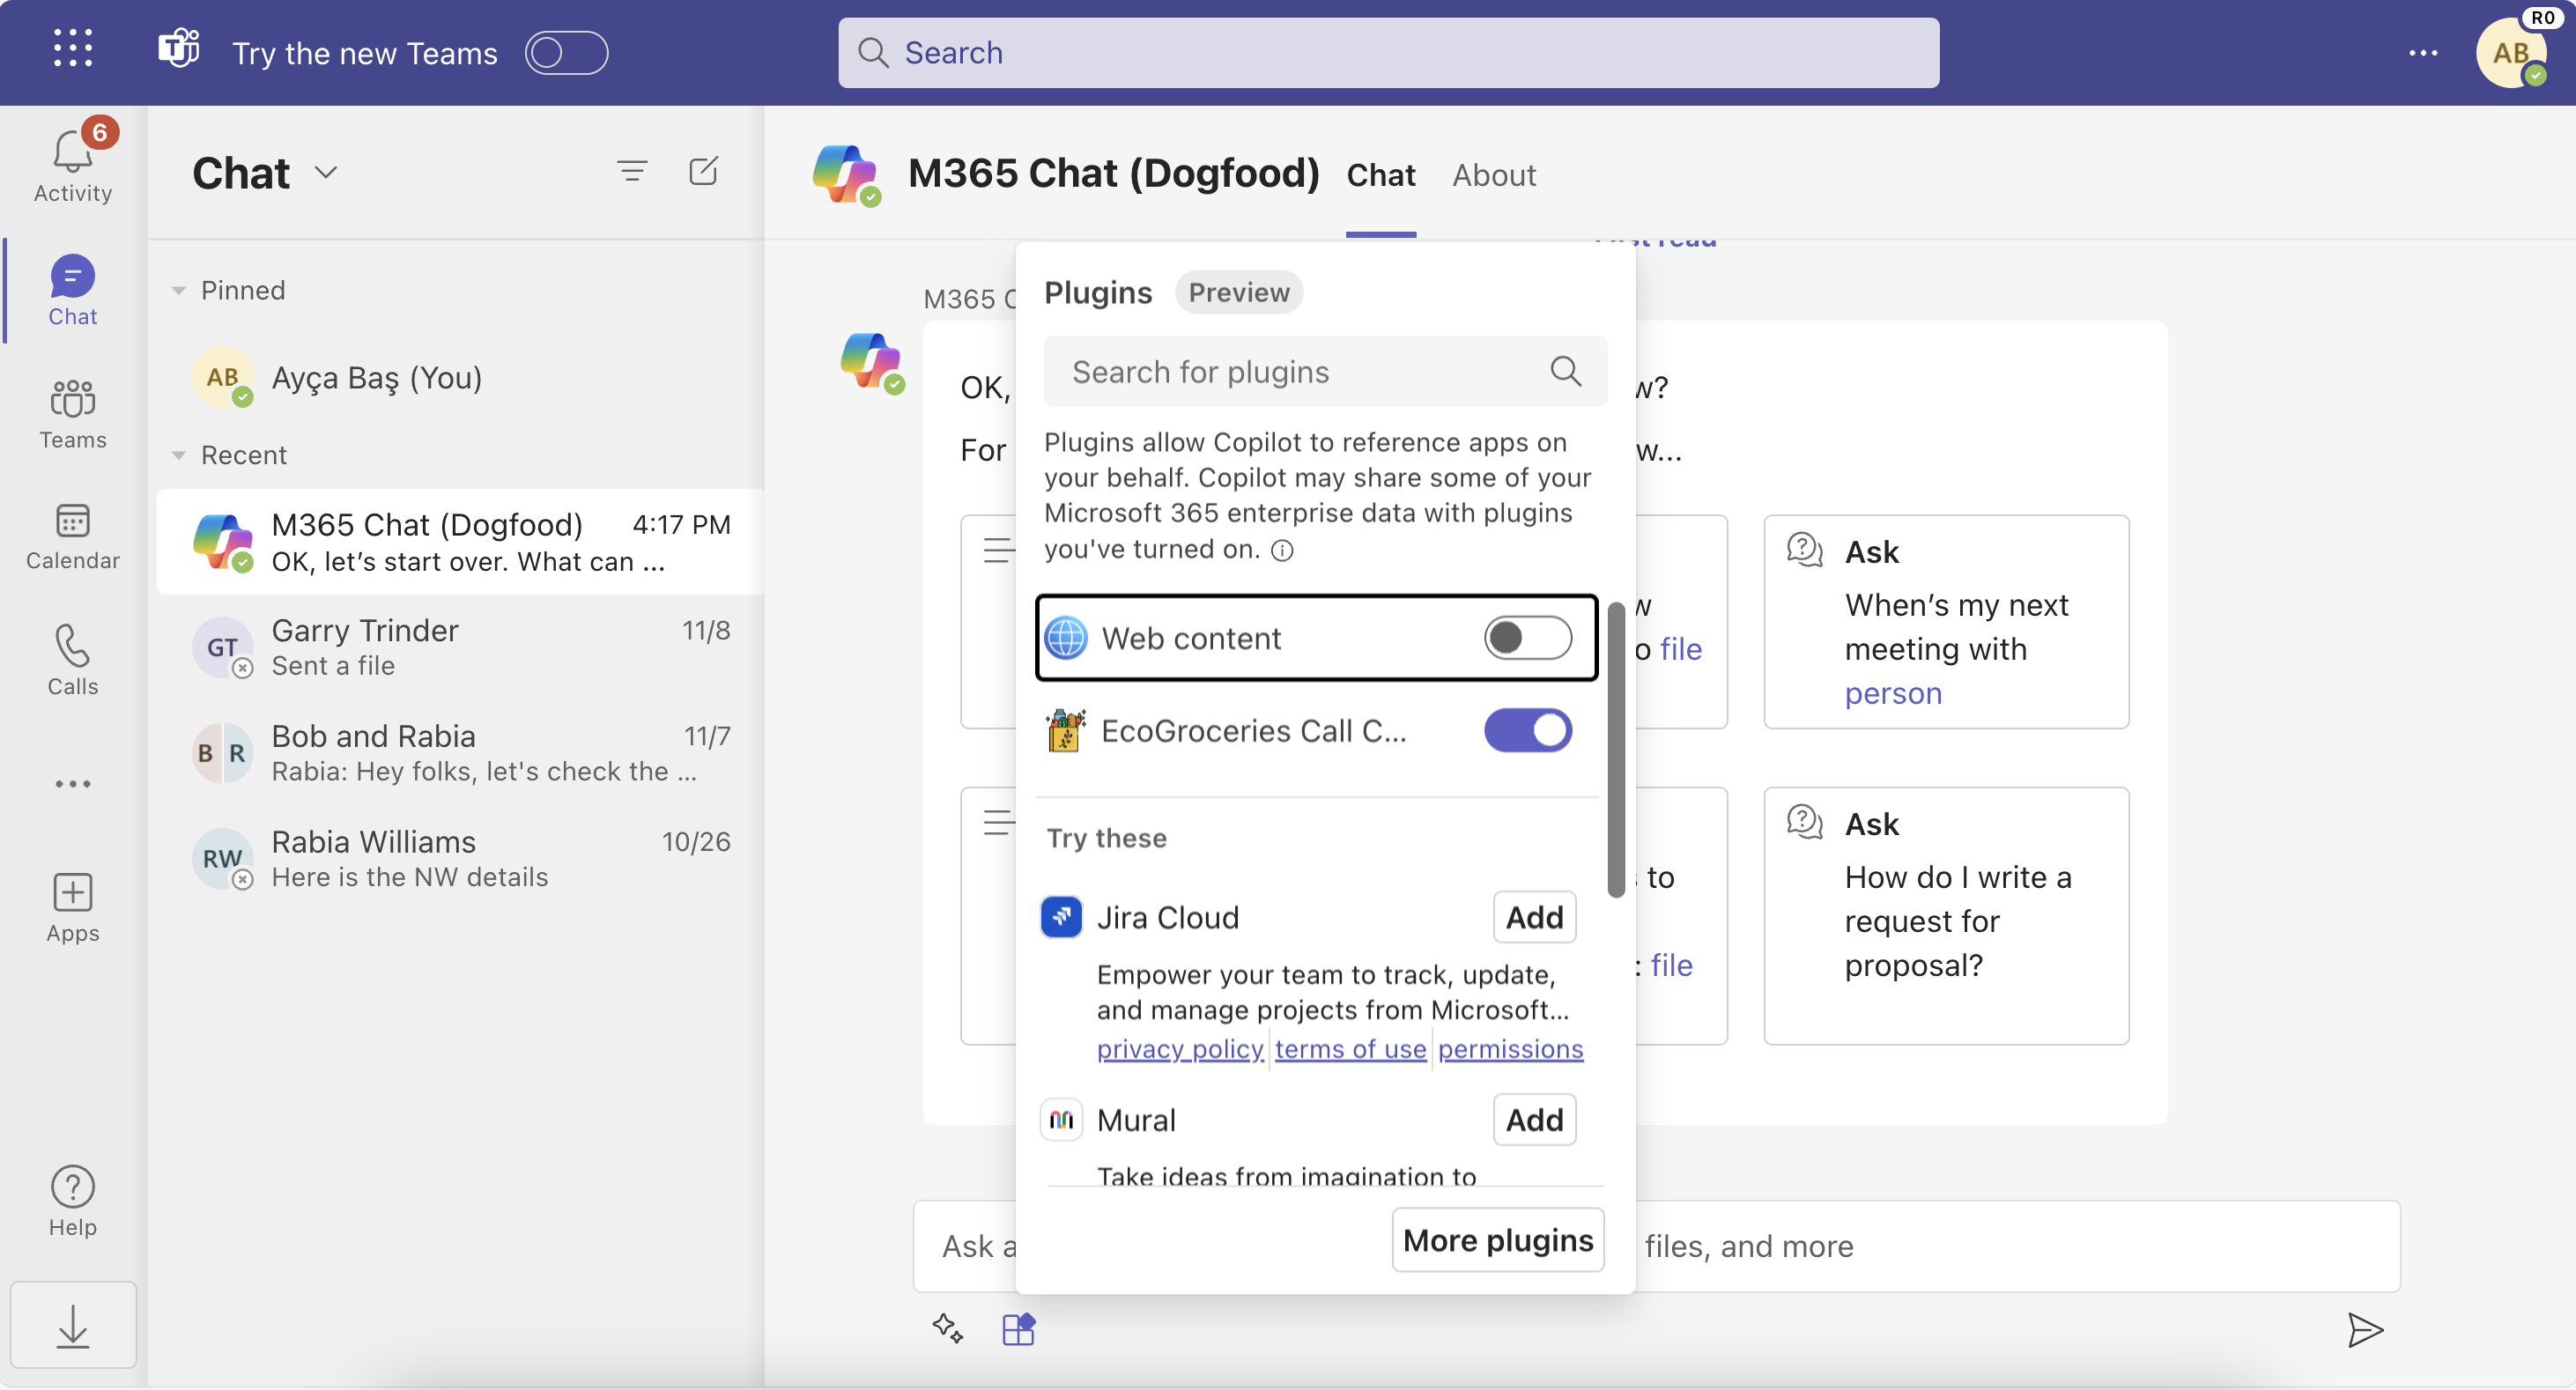 Try the new Teams
Search
R0
AB
6
Activity
Chat
Teams
Calendar
Calls
Apps
Help
Chat
Pinned
AB
Ayça Baş (You)
Recent
M365 Chat (Dogfood) 4:17 PM
OK, let’s start over. What can ...
GT
Garry Trinder 11/8
Sent a file
B R
Bob and Rabia 11/7
Rabia: Hey folks, let's check the ...
RW
Rabia Williams 10/26
Here is the NW details
M365 Chat (Dogfood) Chat About
M365
OK,
For
Plugins Preview
Search for plugins
Plugins allow Copilot to reference apps on
your behalf. Copilot may share some of your
Microsoft 365 enterprise data with plugins
you've turned on.
Web content
EcoGroceries Call C...
Try these
Jira Cloud Add
Empower your team to track, update,
and manage projects from Microsoft...
privacy policy terms of use permissions
Mural Add
Take ideas from imagination to
More plugins
file
Ask
When’s my next
meeting with
person
to
: file
Ask
How do I write a
request for
proposal?
Ask
files, and more